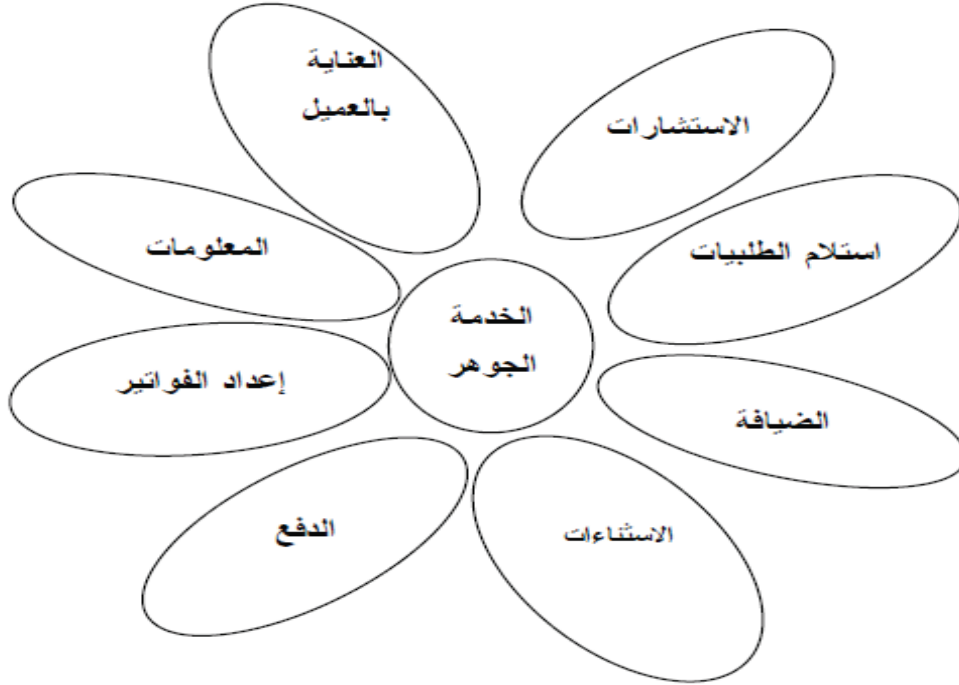 العناية
بالعميل
الاستشارات
المعلومات
استلام الطلبيات
الخدمة
الجوهر
إعداد الفواتير
الضيافة
الدفع
الاستثناءات